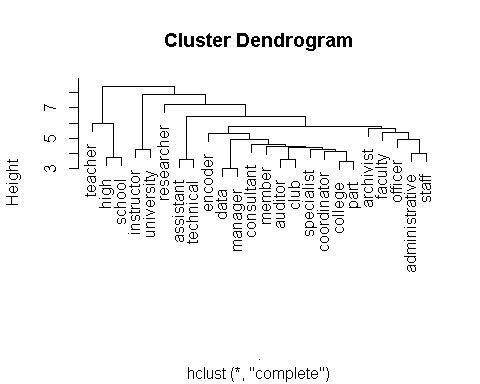 Cluster Dendrogram
Height
7
5
3
teacher
high
school
instructor
university
researcher
assistant
technical
encoder
data
manager
consultant
member
auditor
club
specialist
coordinator
college
part
archivist
faculty
officer
administrative
staff
.
hclust (*, "complete")